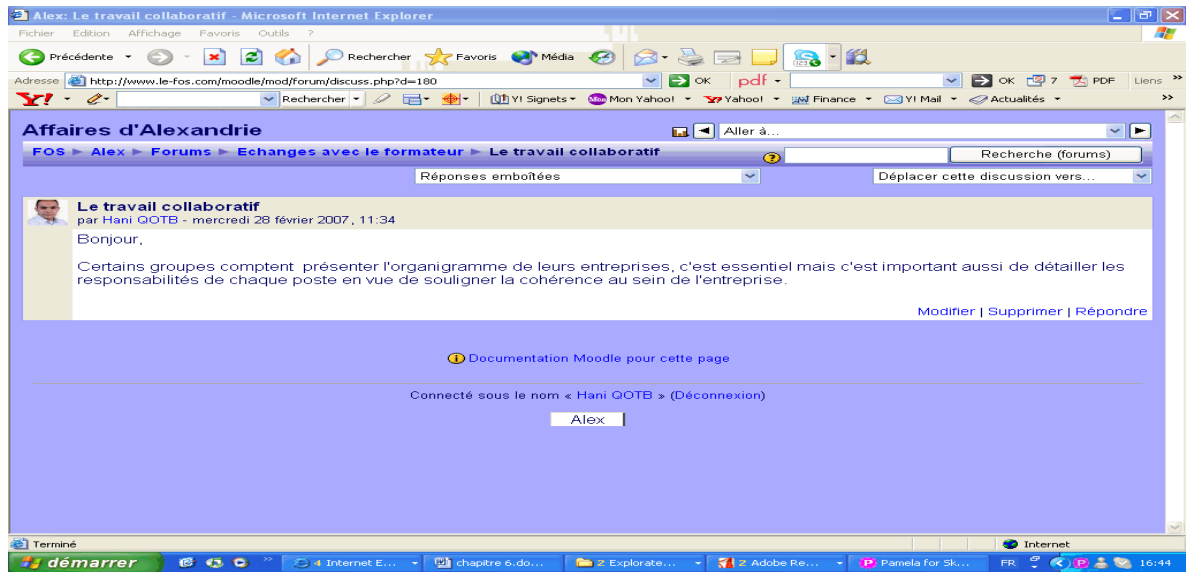 Alex: Le travail collaboratif - Microsoft Internet Explorer
Fichier Edition Affichage Favoris Outils ?
Précédente Rechercher Favoris Média
Adresse http://www.le-fos.com/moodle/mod/forum/discuss.php?d=180 OK pdf OK 7 PDF Liens »
Y! Rechercher Y! Signets Mon Yahoo! Yahoo! Finance Y! Mail Actualités »
Affaires d'Alexandrie Aller à...
FOS ► Alex ► Forums ► Echanges avec le formateur ► Le travail collaboratif ? Recherche (forums)
Réponses emboîtées Déplacer cette discussion vers...
Le travail collaboratif
par Hani QOTB - mercredi 28 février 2007, 11:34
Bonjour,
Certains groupes comptent présenter l'organigramme de leurs entreprises, c'est essentiel mais c'est important aussi de détailler les
responsabilités de chaque poste en vue de souligner la cohérence au sein de l'entreprise.
Modifier | Supprimer | Répondre
Documentation Moodle pour cette page
Connecté sous le nom « Hani QOTB » (Déconnexion)
Alex
Terminé Internet
démarrer » 4 Internet E... chapitre 6.do... 2 Explorate... 2 Adobe Re... Pamela for Sk... FR 16:44